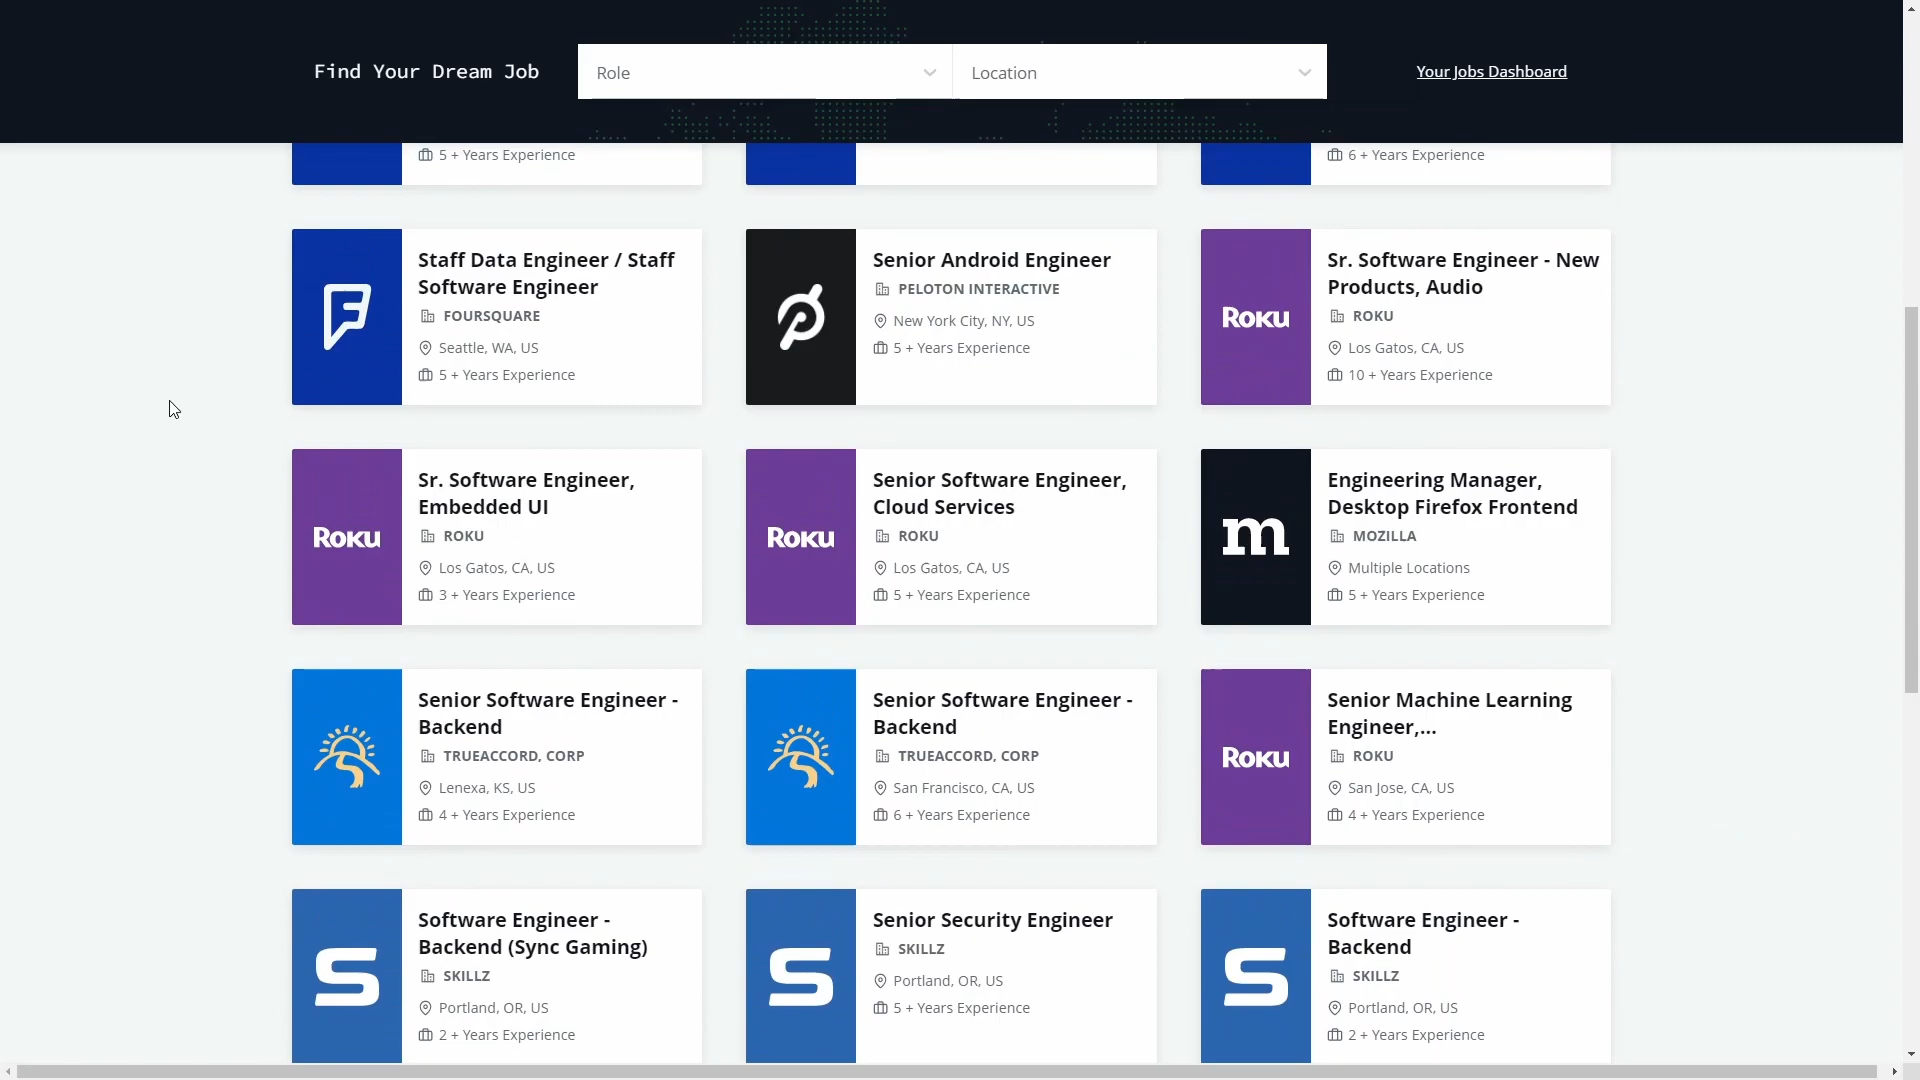 Find Your Dream Job
Role
Location
Your Jobs Dashboard
5 + Years Experience
6 + Years Experience
Staff Data Engineer / Staff
Software Engineer
FOURSQUARE
Seattle, WA, US
5 + Years Experience
Senior Android Engineer
PELOTON INTERACTIVE
New York City, NY, US
5 + Years Experience
ROKU
Sr. Software Engineer - New
Products, Audio
ROKU
Los Gatos, CA, US
10 + Years Experience
ROKU
Sr. Software Engineer,
Embedded UI
ROKU
Los Gatos, CA, US
3 + Years Experience
ROKU
Senior Software Engineer,
Cloud Services
ROKU
Los Gatos, CA, US
5 + Years Experience
m
Engineering Manager,
Desktop Firefox Frontend
MOZILLA
Multiple Locations
5 + Years Experience
Senior Software Engineer -
Backend
TRUEACCORD, CORP
Lenexa, KS, US
4 + Years Experience
Senior Software Engineer -
Backend
TRUEACCORD, CORP
San Francisco, CA, US
6 + Years Experience
ROKU
Senior Machine Learning
Engineer,...
ROKU
San Jose, CA, US
4 + Years Experience
S
Software Engineer -
Backend (Sync Gaming)
SKILLZ
Portland, OR, US
2 + Years Experience
S
Senior Security Engineer
SKILLZ
Portland, OR, US
5 + Years Experience
S
Software Engineer -
Backend
SKILLZ
Portland, OR, US
2 + Years Experience